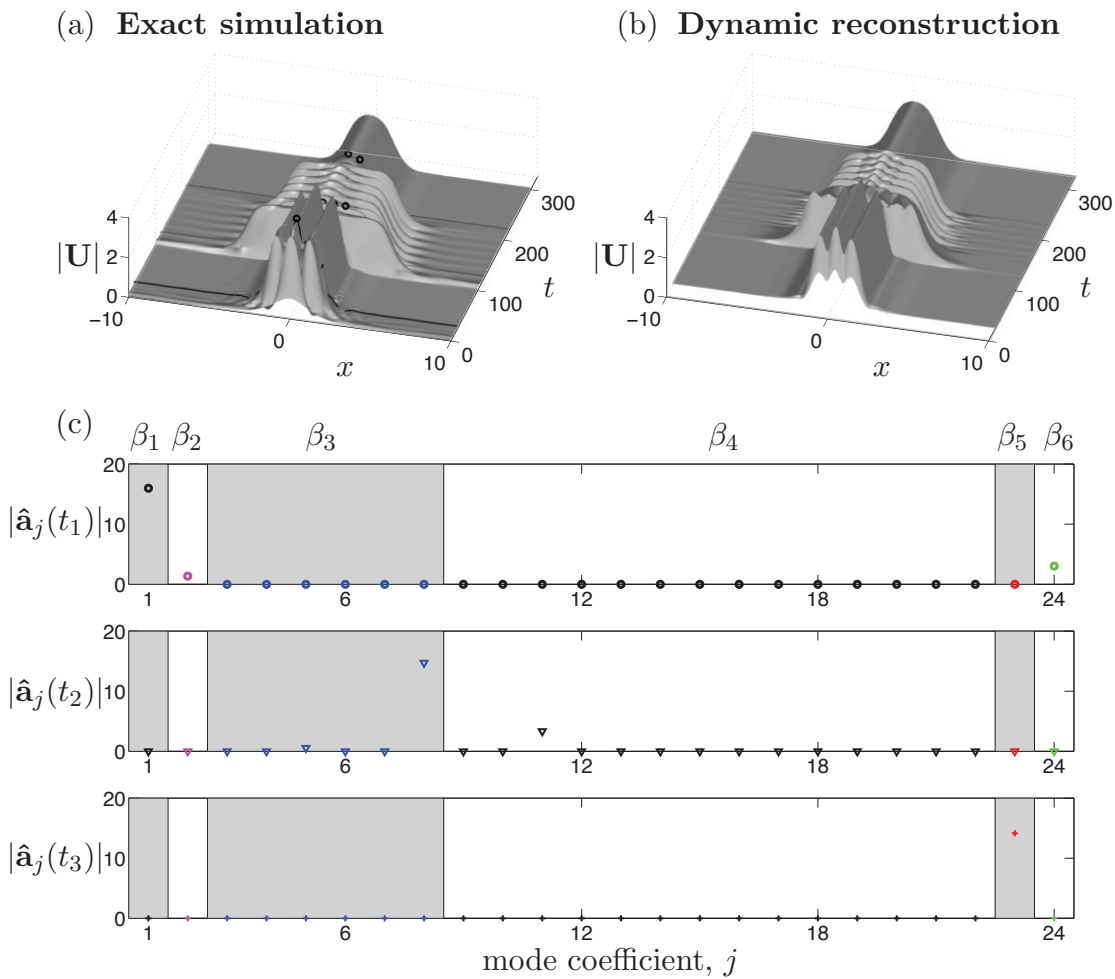 (a) Exact simulation
(b) Dynamic reconstruction
4
2
0
|U|
−10
0
10
x
0
100
200
300
t
4
2
0
|U|
−10
0
10
x
0
100
200
300
t
(c)
β₁ β₂ β₃ β₄ β₅ β₆
20
10
0
|âⱼ(t₁)|
1 6 12 18 24
20
10
0
|âⱼ(t₂)|
1 6 12 18 24
20
10
0
|âⱼ(t₃)|
1 6 12 18 24
mode coefficient, j